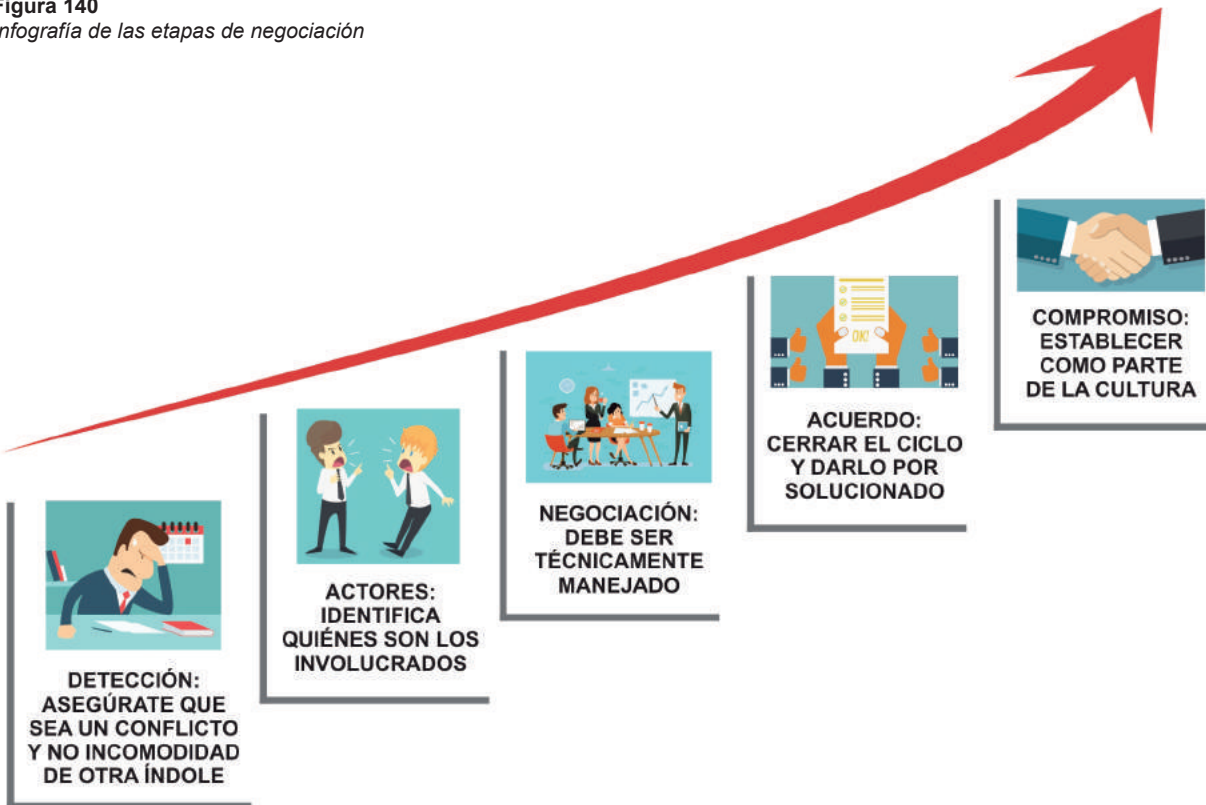 Figura 140
Infografía de las etapas de negociación
DETECCIÓN:
ASEGÚRATE QUE
SEA UN CONFLICTO
Y NO INCOMODIDAD
DE OTRA ÍNDOLE
ACTORES:
IDENTIFICA
QUIÉNES SON LOS
INVOLUCRADOS
NEGOCIACIÓN:
DEBE SER
TÉCNICAMENTE
MANEJADO
OK!
ACUERDO:
CERRAR EL CICLO
Y DARLO POR
SOLUCIONADO
COMPROMISO:
ESTABLECER
COMO PARTE
DE LA CULTURA